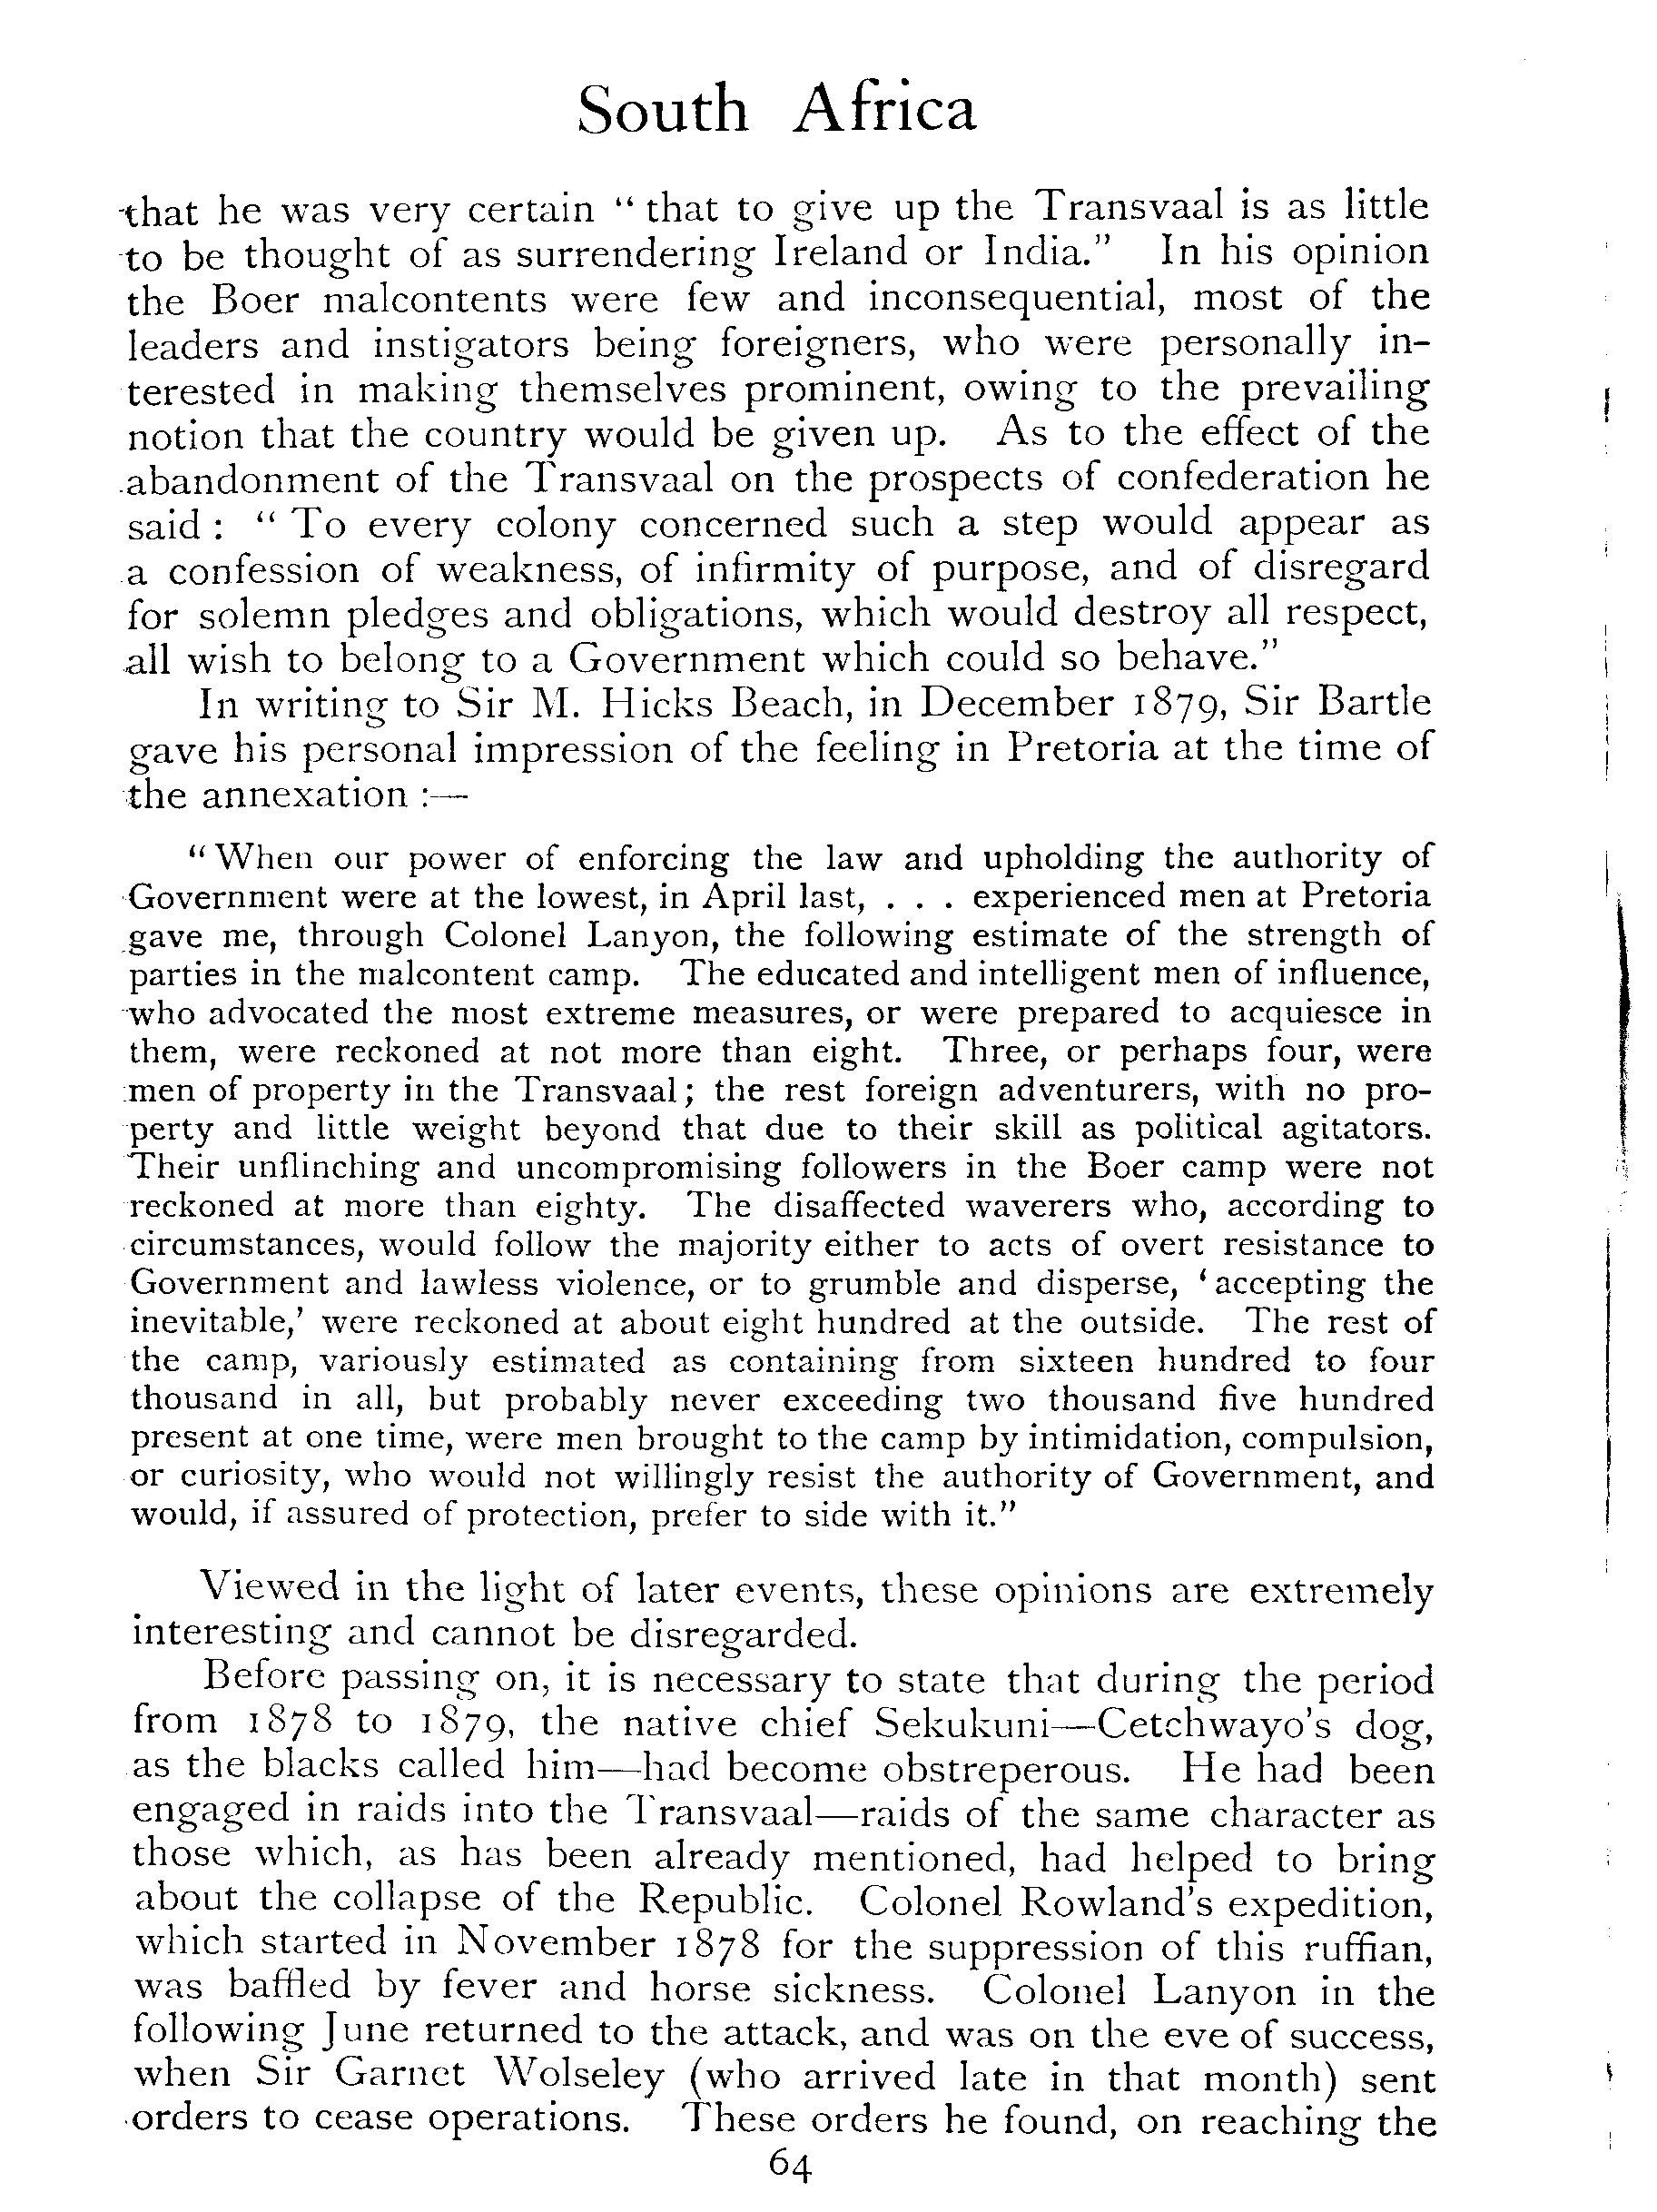 South Africa
that he was very certain “ that to give up the Transvaal is as little
to be thought of as surrendering Ireland or India.” In his opinion
the Boer malcontents were few and inconsequential, most of the
leaders and instigators being foreigners, who were personally in-
terested in making themselves prominent, owing to the prevailing
notion that the country would be given up. As to the effect of the
abandonment of the Transvaal on the prospects of confederation he
said : “ To every colony concerned such a step would appear as
a confession of weakness, of infirmity of purpose, and of disregard
for solemn pledges and obligations, which would destroy all respect,
all wish to belong to a Government which could so behave.”
In writing to Sir M. Hicks Beach, in December 1879, Sir Bartle
gave his personal impression of the feeling in Pretoria at the time of
the annexation :—
“ When our power of enforcing the law and upholding the authority of
Government were at the lowest, in April last, . . . experienced men at Pretoria
gave me, through Colonel Lanyon, the following estimate of the strength of
parties in the malcontent camp. The educated and intelligent men of influence,
who advocated the most extreme measures, or were prepared to acquiesce in
them, were reckoned at not more than eight. Three, or perhaps four, were
men of property in the Transvaal; the rest foreign adventurers, with no pro-
perty and little weight beyond that due to their skill as political agitators.
Their unflinching and uncompromising followers in the Boer camp were not
reckoned at more than eighty. The disaffected waverers who, according to
circumstances, would follow the majority either to acts of overt resistance to
Government and lawless violence, or to grumble and disperse, ‘ accepting the
inevitable,’ were reckoned at about eight hundred at the outside. The rest of
the camp, variously estimated as containing from sixteen hundred to four
thousand in all, but probably never exceeding two thousand five hundred
present at one time, were men brought to the camp by intimidation, compulsion,
or curiosity, who would not willingly resist the authority of Government, and
would, if assured of protection, prefer to side with it.”
Viewed in the light of later events, these opinions are extremely
interesting and cannot be disregarded.
Before passing on, it is necessary to state that during the period
from 1878 to 1879, the native chief Sekukuni—Cetchwayo’s dog,
as the blacks called him—had become obstreperous. He had been
engaged in raids into the Transvaal—raids of the same character as
those which, as has been already mentioned, had helped to bring
about the collapse of the Republic. Colonel Rowland’s expedition,
which started in November 1878 for the suppression of this ruffian,
was baffled by fever and horse sickness. Colonel Lanyon in the
following June returned to the attack, and was on the eve of success,
when Sir Garnet Wolseley (who arrived late in that month) sent
orders to cease operations. These orders he found, on reaching the
64